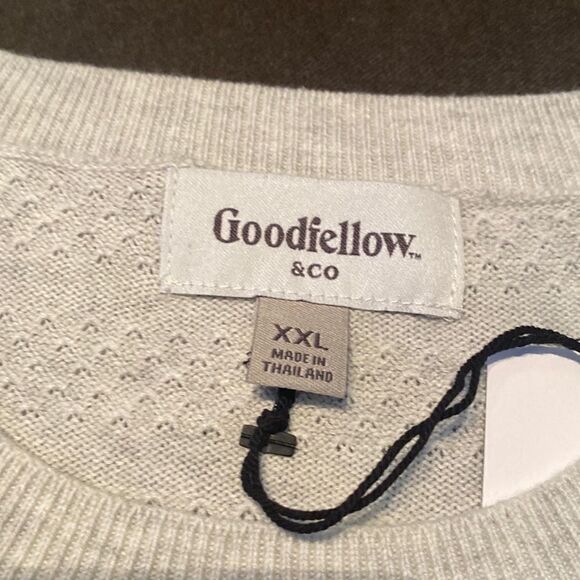 Goodfellow™
&CO
XXL
MADE IN
THAILAND